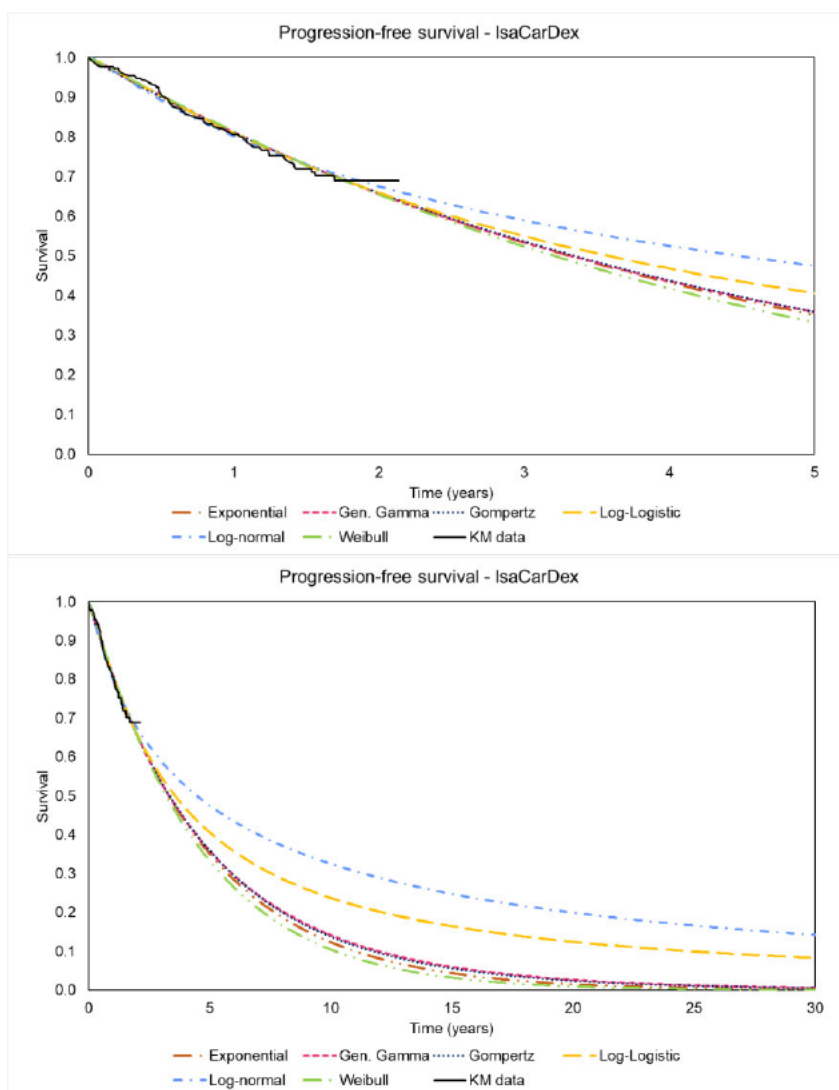 Progression-free survival - IsaCarDex
1.0
0.9
0.8
0.7
0.6
0.5
0.4
0.3
0.2
0.1
0.0
Survival
0 1 2 3 4 5
Time (years)
Exponential Gen. Gamma Gompertz Log-Logistic
Log-normal Weibull KM data
Progression-free survival - IsaCarDex
1.0
0.9
0.8
0.7
0.6
0.5
0.4
0.3
0.2
0.1
0.0
Survival
0 5 10 15 20 25 30
Time (years)
Exponential Gen. Gamma Gompertz Log-Logistic
Log-normal Weibull KM data